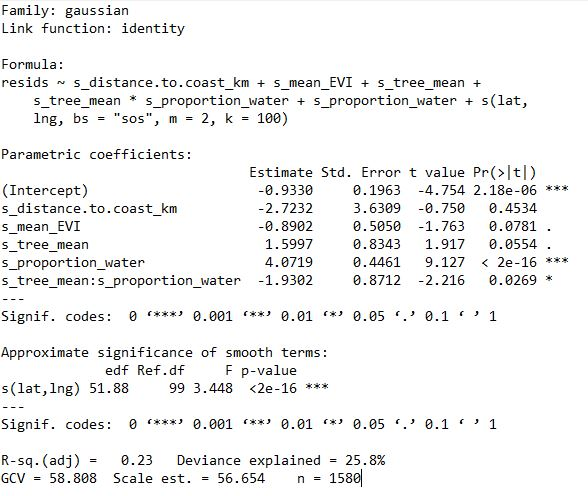 Family: gaussian
Link function: identity
Formula:
resids ~ s_distance.to.coast_km + s_mean_EVI + s_tree_mean +
s_tree_mean * s_proportion_water + s_proportion_water + s(lat,
lng, bs = "sos", m = 2, k = 100)
Parametric coefficients:
Estimate Std. Error t value Pr(>|t|)
(Intercept) -0.9330 0.1963 -4.754 2.18e-06 ***
s_distance.to.coast_km -2.7232 3.6309 -0.750 0.4534
s_mean_EVI -0.8902 0.5050 -1.763 0.0781 .
s_tree_mean 1.5997 0.8343 1.917 0.0554 .
s_proportion_water 4.0719 0.4461 9.127 < 2e-16 ***
s_tree_mean:s_proportion_water -1.9302 0.8712 -2.216 0.0269 *
---
Signif. codes: 0 ‘***’ 0.001 ‘**’ 0.01 ‘*’ 0.05 ‘.’ 0.1 ‘ ’ 1
Approximate significance of smooth terms:
edf Ref.df F p-value
s(lat,lng) 51.88 99 3.448 <2e-16 ***
---
Signif. codes: 0 ‘***’ 0.001 ‘**’ 0.01 ‘*’ 0.05 ‘.’ 0.1 ‘ ’ 1
R-sq.(adj) = 0.23 Deviance explained = 25.8%
GCV = 58.808 Scale est. = 56.654 n = 1580